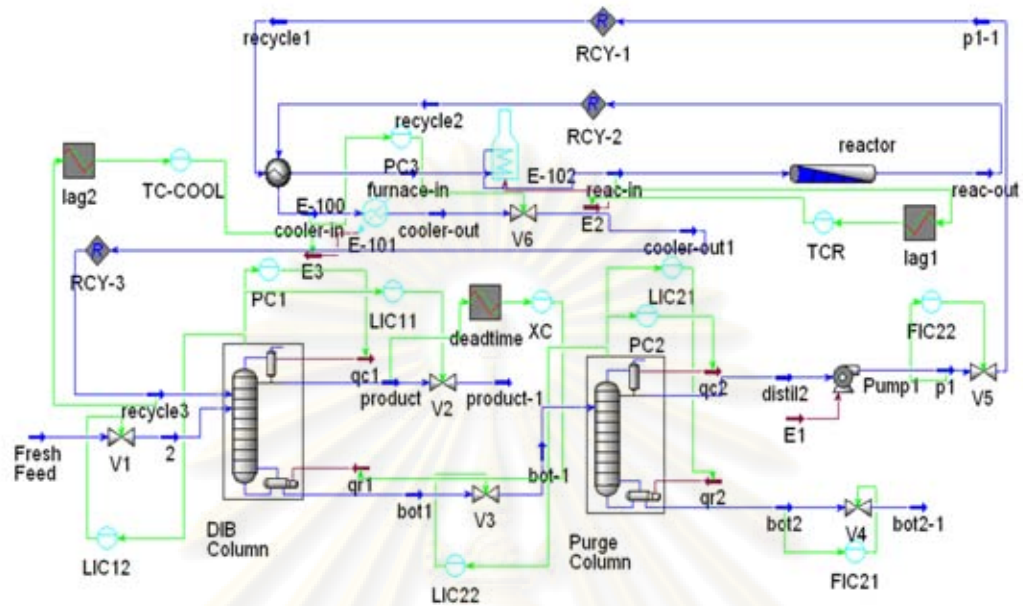 recycle1
R
RCY-1
p1-1
recycle2
R
RCY-2
lag2
TC-COOL
PC3
E-102
reactor
furnace-in
reac-in
reac-out
E-100
cooler-in
E-101
cooler-out
V6
E2
cooler-out1
TCR
lag1
R
RCY-3
E3
PC1
LIC11
deadtime
XC
LIC21
PC2
FIC22
qc1
product
V2
product-1
qc2
distil2
Pump1
p1
V5
recycle3
Fresh
Feed
V1
2
E1
qr1
bot1
V3
bot-1
qr2
bot2
V4
bot2-1
DIB
Column
Purge
Column
LIC12
LIC22
FIC21